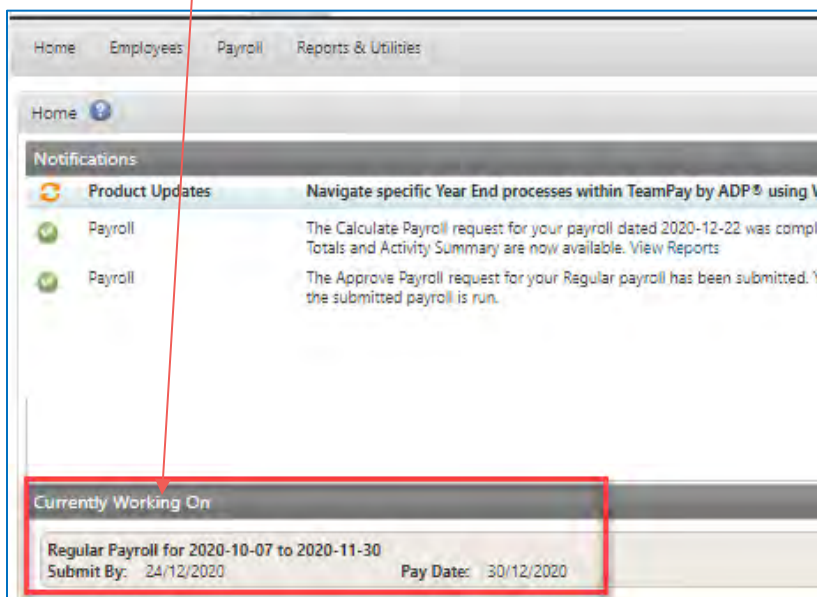 Home Employees Payroll Reports & Utilities
Home
Notifications
Product Updates Navigate specific Year End processes within TeamPay by ADP® using
Payroll The Calculate Payroll request for your payroll dated 2020-12-22 was
Totals and Activity Summary are now available. View Reports
Payroll The Approve Payroll request for your Regular payroll has been submitted.
the submitted payroll is run.
Currently Working On
Regular Payroll for 2020-10-07 to 2020-11-30
Submit By: 24/12/2020 Pay Date: 30/12/2020